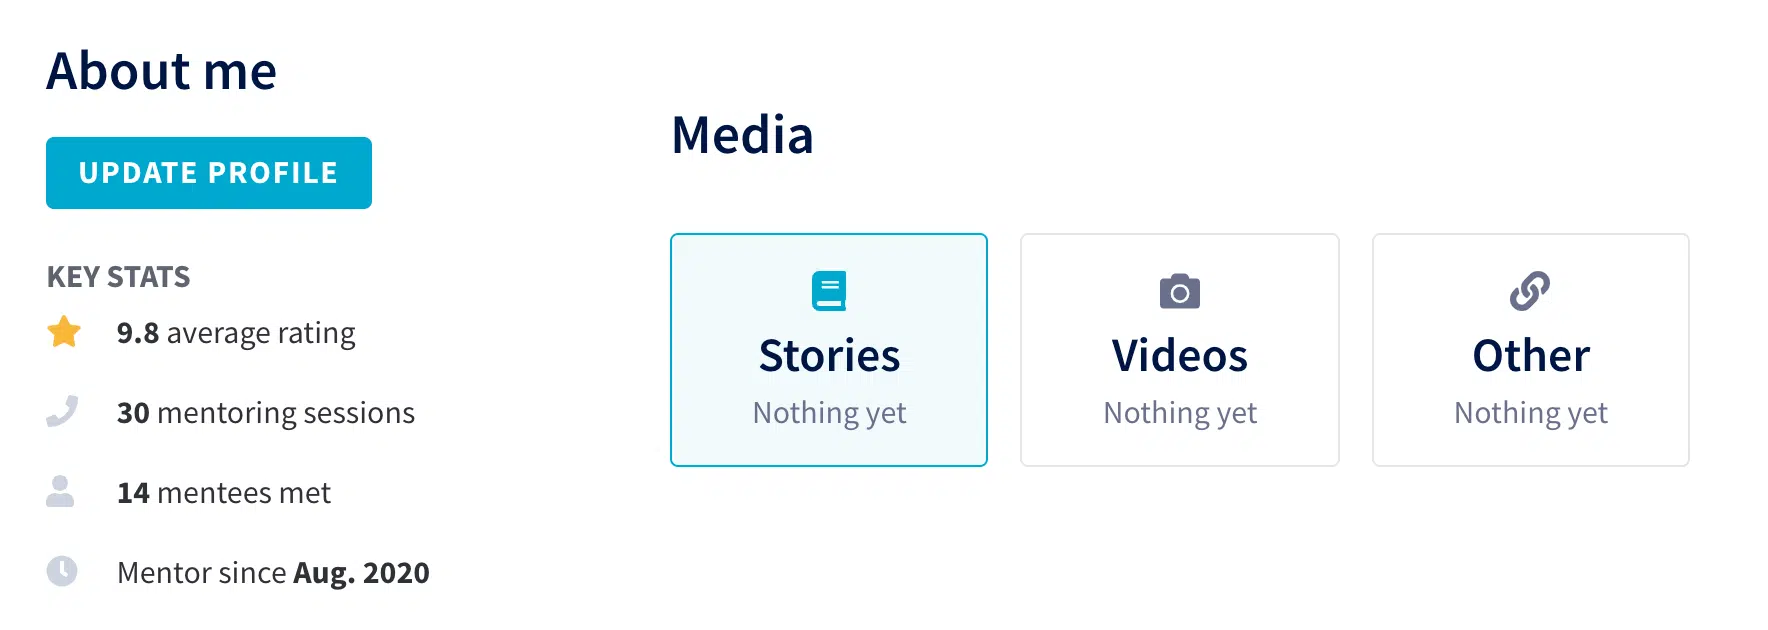 About me
UPDATE PROFILE
KEY STATS
9.8 average rating
30 mentoring sessions
14 mentees met
Mentor since Aug. 2020
Media
Stories
Nothing yet
Videos
Nothing yet
Other
Nothing yet